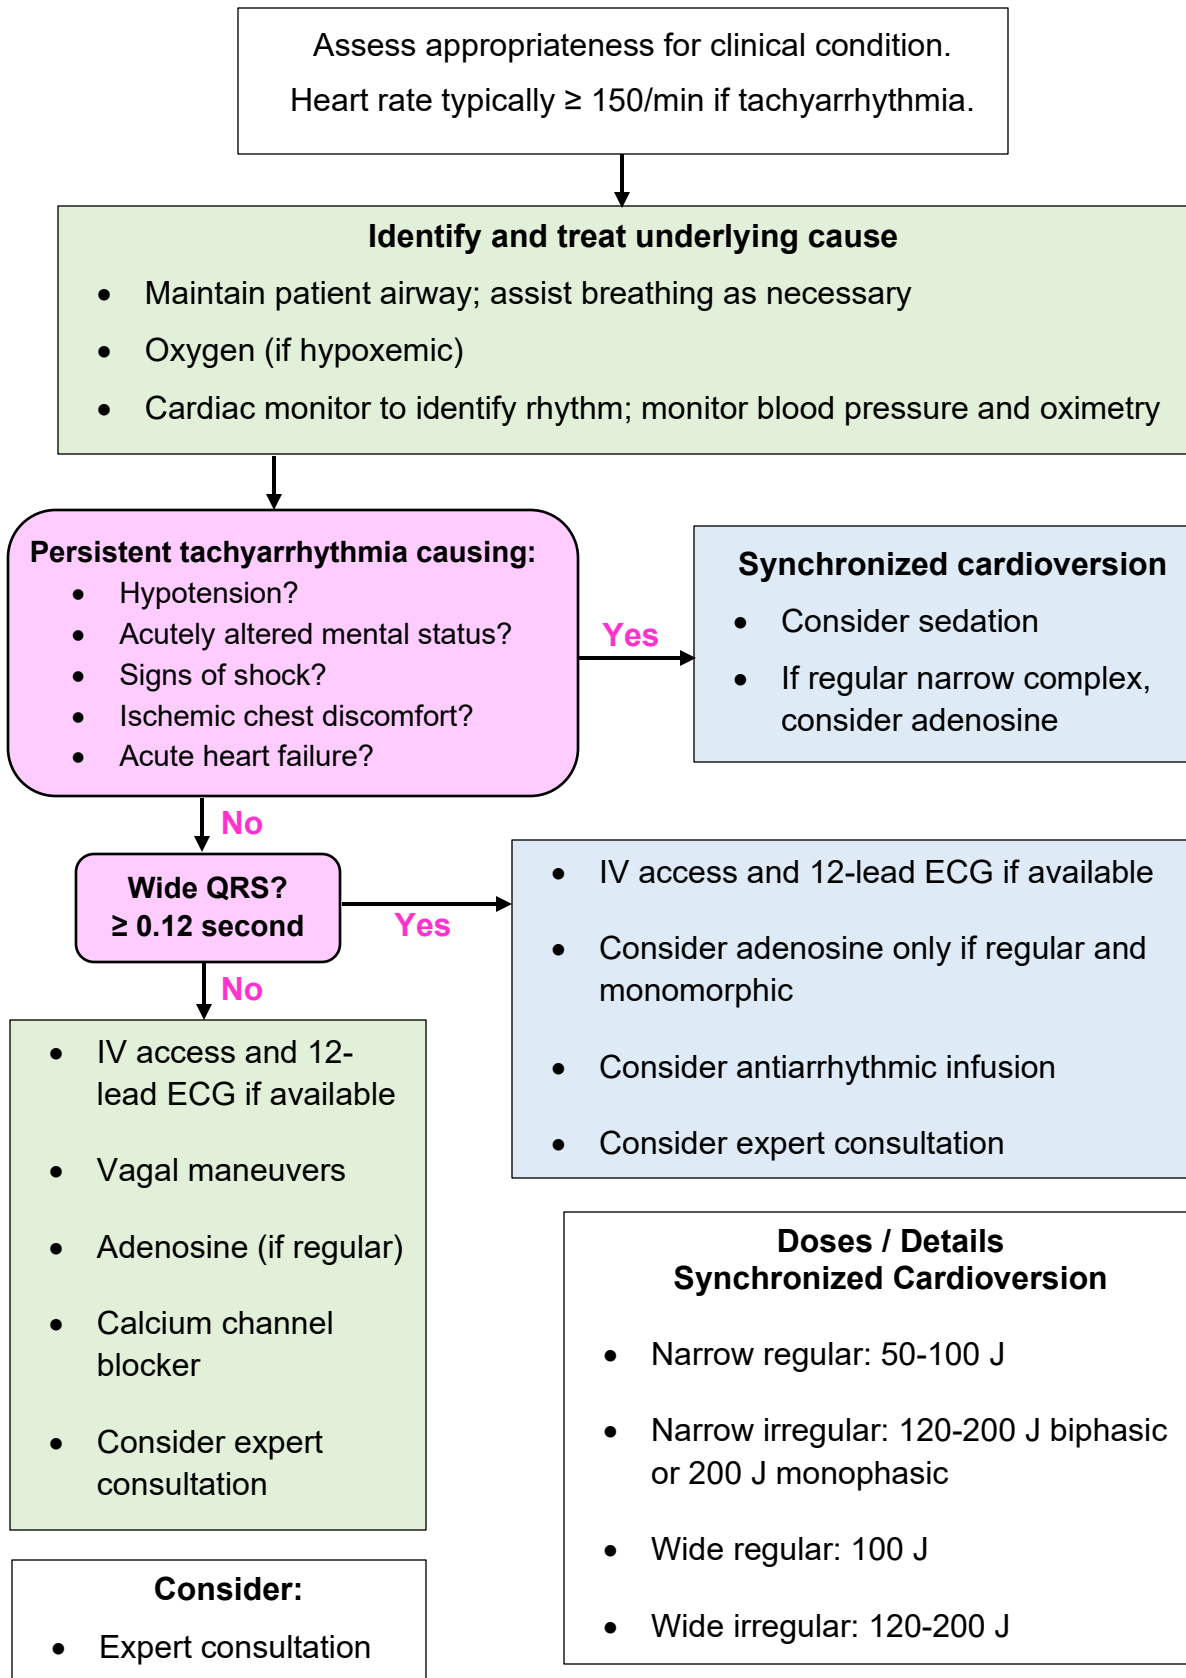 Assess appropriateness for clinical condition.
Heart rate typically ≥ 150/min if tachyarrhythmia.
Identify and treat underlying cause
• Maintain patient airway; assist breathing as necessary
• Oxygen (if hypoxemic)
• Cardiac monitor to identify rhythm; monitor blood pressure and oximetry
Persistent tachyarrhythmia causing:
• Hypotension?
• Acutely altered mental status?
• Signs of shock?
• Ischemic chest discomfort?
• Acute heart failure?
Yes
Synchronized cardioversion
• Consider sedation
• If regular narrow complex,
consider adenosine
No
Wide QRS?
≥ 0.12 second
Yes
• IV access and 12-lead ECG if available
• Consider adenosine only if regular and
monomorphic
• Consider antiarrhythmic infusion
• Consider expert consultation
No
• IV access and 12-
lead ECG if available
• Vagal maneuvers
• Adenosine (if regular)
• Calcium channel
blocker
• Consider expert
consultation
Doses / Details
Synchronized Cardioversion
• Narrow regular: 50-100 J
• Narrow irregular: 120-200 J biphasic
or 200 J monophasic
• Wide regular: 100 J
• Wide irregular: 120-200 J
Consider:
• Expert consultation